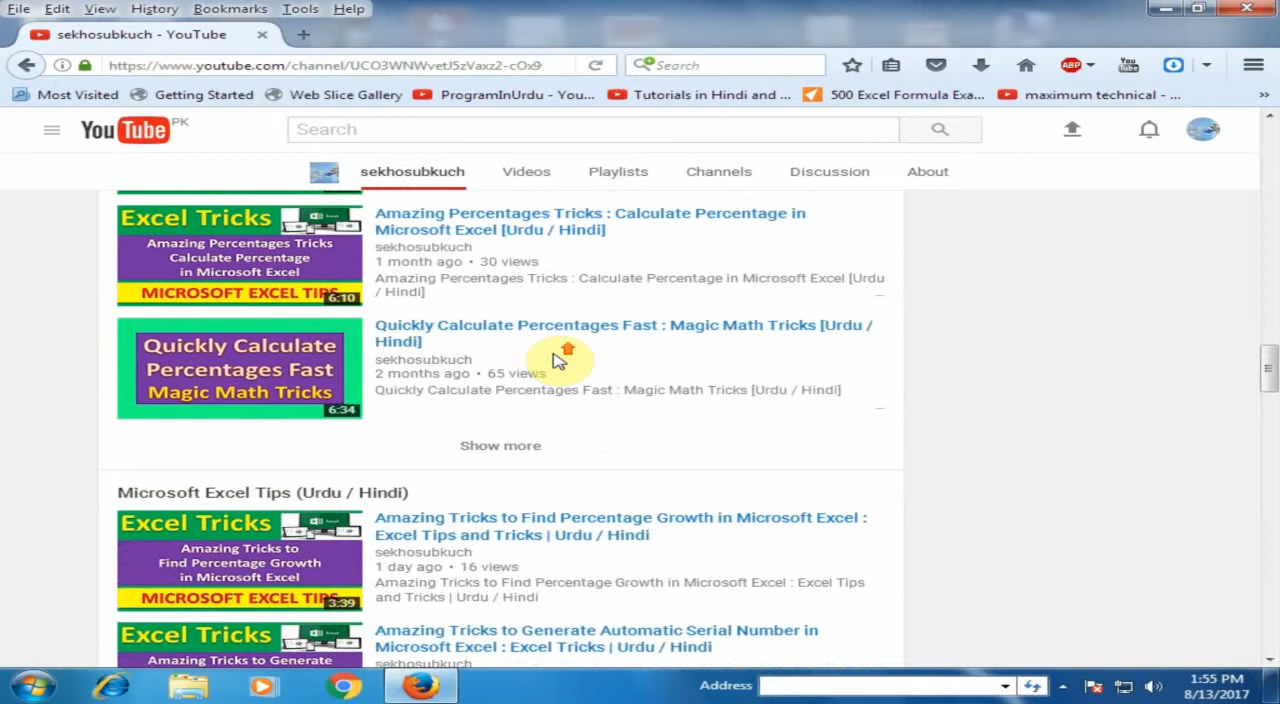 File Edit View History Bookmarks Tools Help
sekhosubkuch - YouTube
https://www.youtube.com/channel/UCO3WNWvetJ5zVaxz2-cOx9
Search
ABP
You Tube
Most Visited Getting Started Web Slice Gallery ProgramInUrdu - You... Tutorials in Hindi and ... 500 Excel Formula Exa... maximum technical - ... »
YouTube PK
Search
sekhosubkuch Videos Playlists Channels Discussion About
Excel Tricks
Amazing Percentages Tricks
Calculate Percentage
in Microsoft Excel
MICROSOFT EXCEL TIPS
6:10
Amazing Percentages Tricks : Calculate Percentage in
Microsoft Excel [Urdu / Hindi]
sekhosubkuch
1 month ago • 30 views
Amazing Percentages Tricks : Calculate Percentage in Microsoft Excel [Urdu
/ Hindi]
Quickly Calculate
Percentages Fast
Magic Math Tricks
6:34
Quickly Calculate Percentages Fast : Magic Math Tricks [Urdu /
Hindi]
sekhosubkuch
2 months ago • 65 views
Quickly Calculate Percentages Fast : Magic Math Tricks [Urdu / Hindi]
Show more
Microsoft Excel Tips (Urdu / Hindi)
Excel Tricks
Amazing Tricks to
Find Percentage Growth
in Microsoft Excel
MICROSOFT EXCEL TIPS
3:39
Amazing Tricks to Find Percentage Growth in Microsoft Excel :
Excel Tips and Tricks | Urdu / Hindi
sekhosubkuch
1 day ago • 16 views
Amazing Tricks to Find Percentage Growth in Microsoft Excel : Excel Tips
and Tricks | Urdu / Hindi
Excel Tricks
Amazing Tricks to Generate
Amazing Tricks to Generate Automatic Serial Number in
Microsoft Excel : Excel Tricks | Urdu / Hindi
sekhosubkuch
Address
1:55 PM
8/13/2017